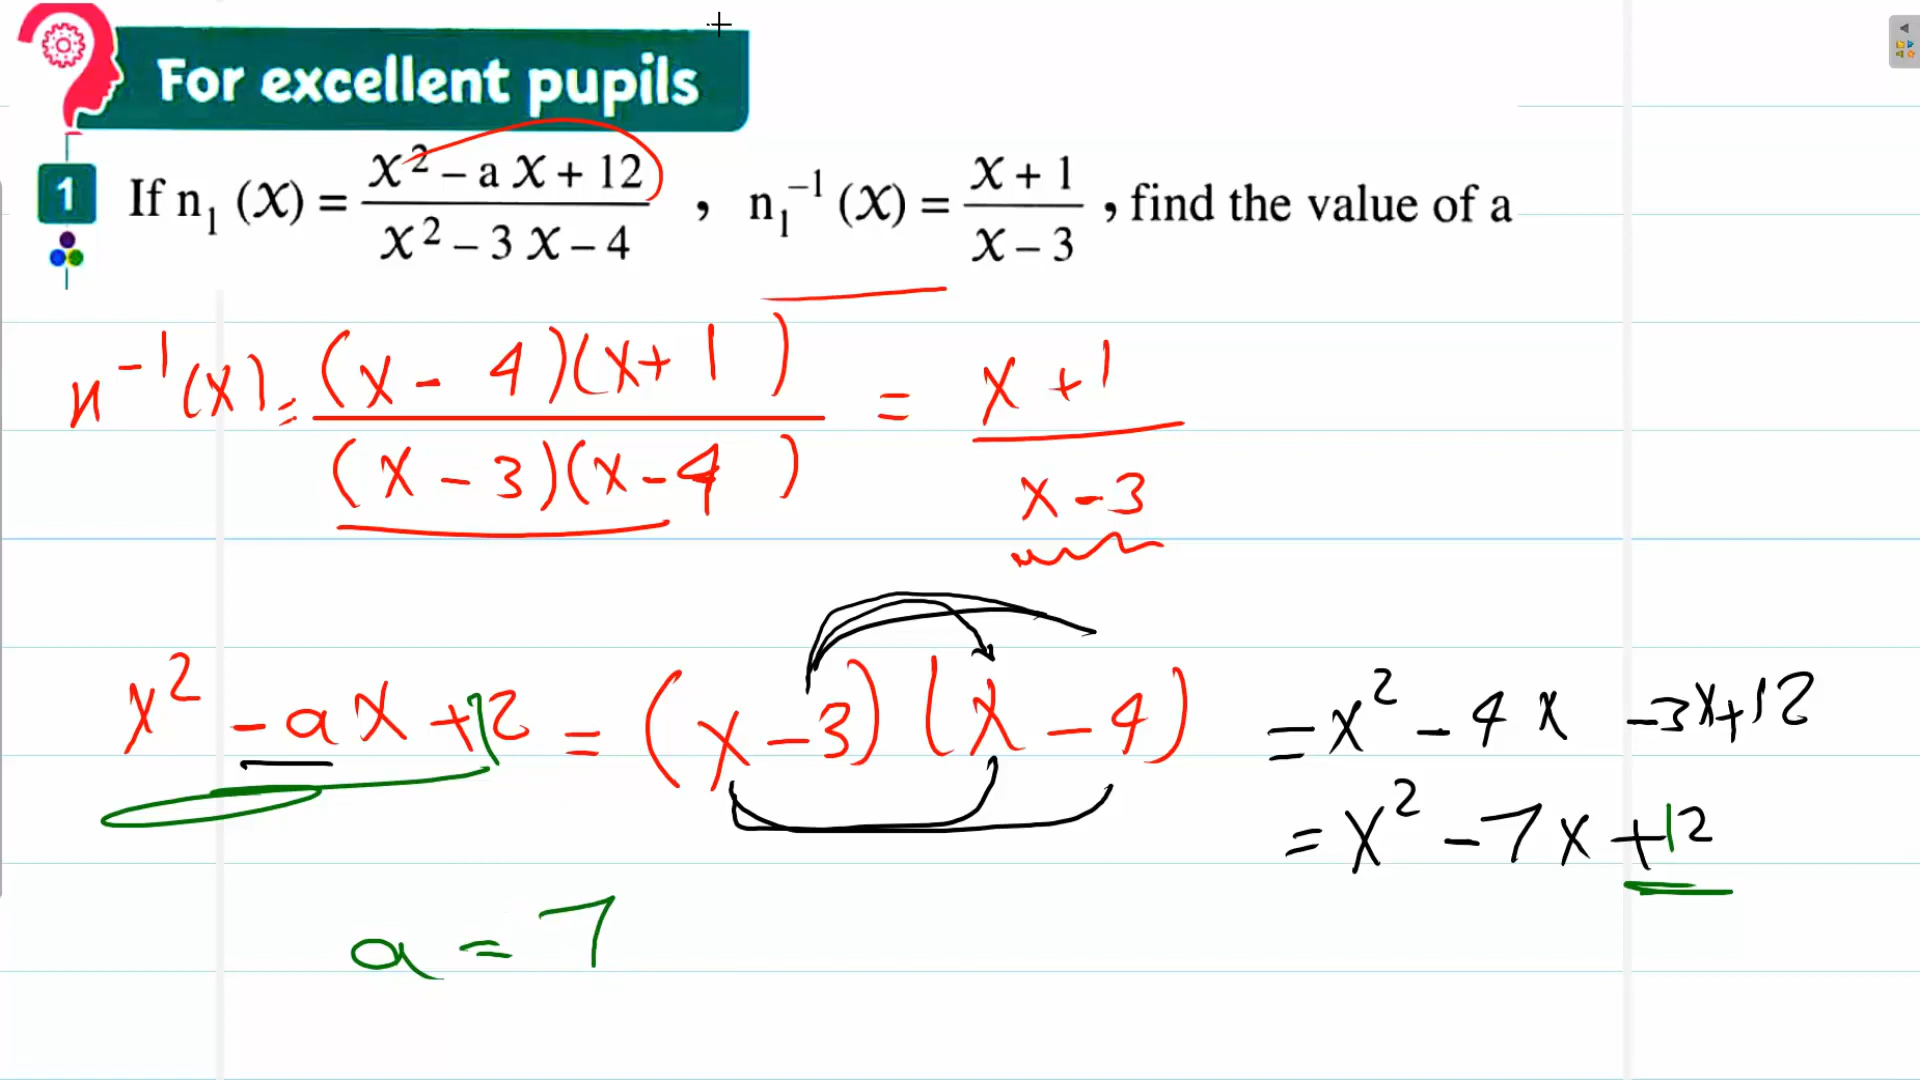 For excellent pupils
1 If n₁ (X) = (X² – a X + 12)/(X² – 3 X – 4) , n₁⁻¹ (X) = (X + 1)/(X – 3) , find the value of a
n⁻¹(x) = ((x - 4)(x + 1))/((x - 3)(x - 4)) = (x + 1)/(x - 3)
x² - ax + 12 = (x - 3)(x - 4) = x² - 4x - 3x + 12
= x² - 7x + 12
a = 7